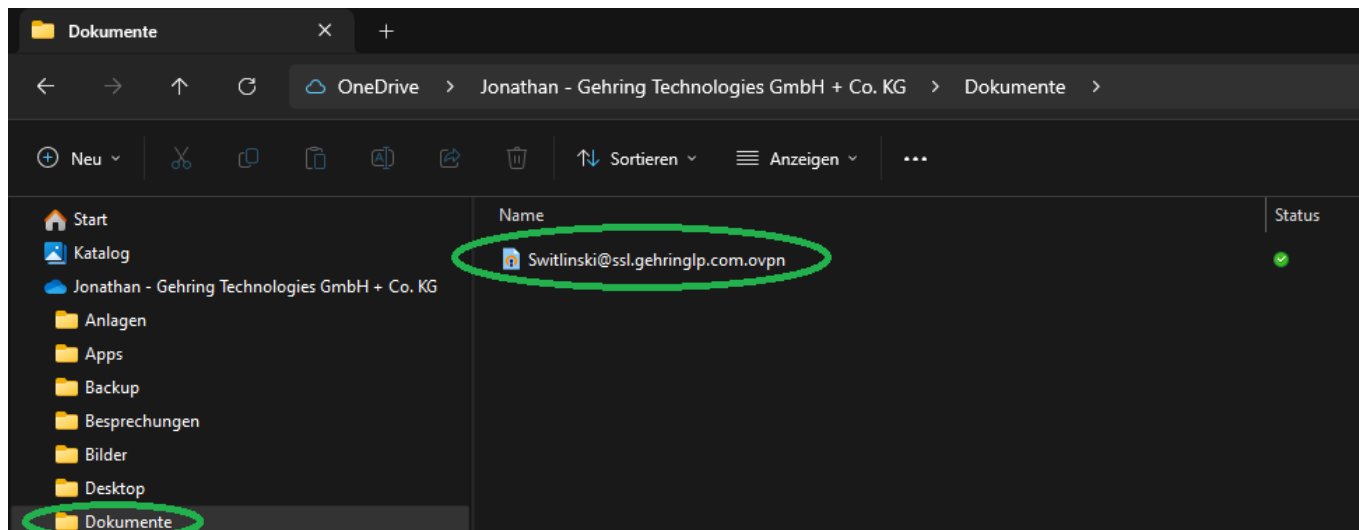 Dokumente
OneDrive > Jonathan - Gehring Technologies GmbH + Co. KG > Dokumente >
Neu Sortieren Anzeigen ...
Start
Katalog
Jonathan - Gehring Technologies GmbH + Co. KG
Anlagen
Apps
Backup
Besprechungen
Bilder
Desktop
Dokumente
Name Status
Switlinski@ssl.gehringlp.com.ovpn